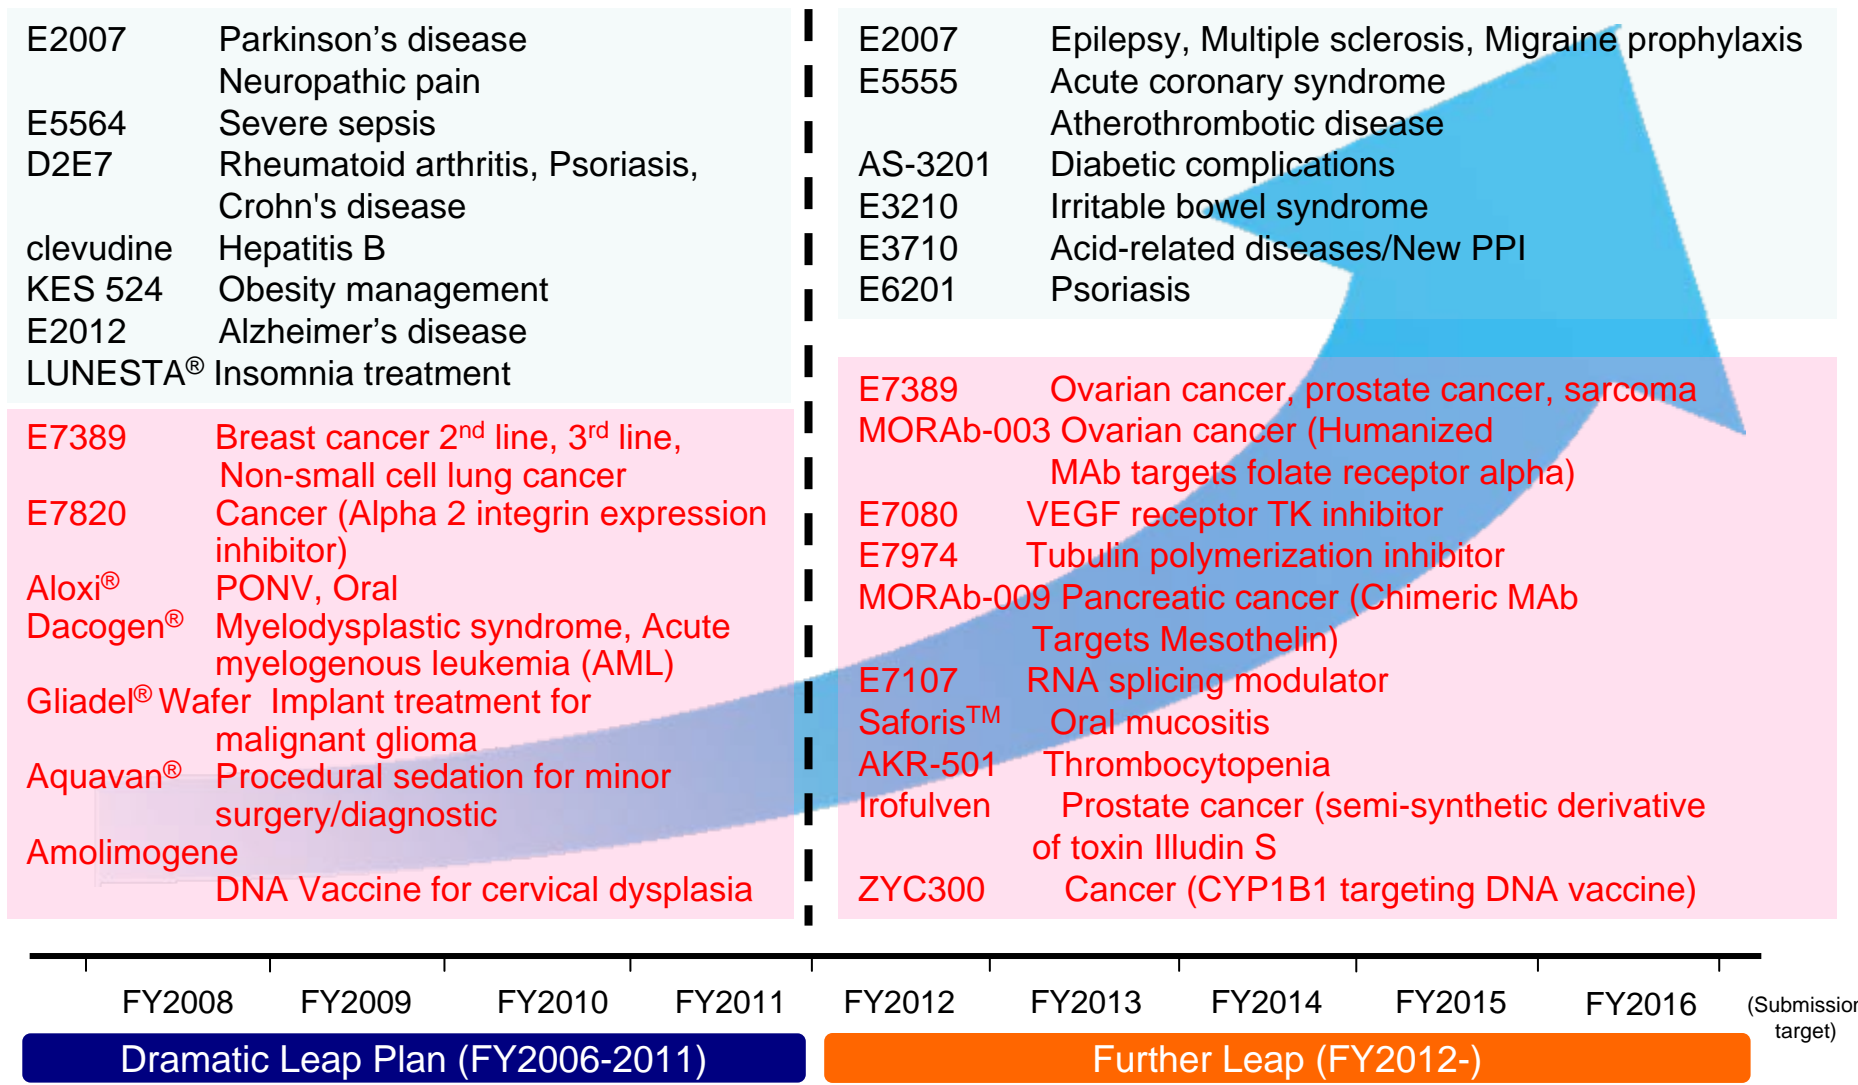 E2007 Parkinson’s disease
Neuropathic pain
E5564 Severe sepsis
D2E7 Rheumatoid arthritis, Psoriasis,
Crohn's disease
clevudine Hepatitis B
KES 524 Obesity management
E2012 Alzheimer’s disease
LUNESTA® Insomnia treatment
E7389 Breast cancer 2nd line, 3rd line,
Non-small cell lung cancer
E7820 Cancer (Alpha 2 integrin expression
inhibitor)
Aloxi® PONV, Oral
Dacogen® Myelodysplastic syndrome, Acute
myelogenous leukemia (AML)
Gliadel® Wafer Implant treatment for
malignant glioma
Aquavan® Procedural sedation for minor
surgery/diagnostic
Amolimogene
DNA Vaccine for cervical dysplasia
E2007 Epilepsy, Multiple sclerosis, Migraine prophylaxis
E5555 Acute coronary syndrome
Atherothrombotic disease
AS-3201 Diabetic complications
E3210 Irritable bowel syndrome
E3710 Acid-related diseases/New PPI
E6201 Psoriasis
E7389 Ovarian cancer, prostate cancer, sarcoma
MORAb-003 Ovarian cancer (Humanized
MAb targets folate receptor alpha)
E7080 VEGF receptor TK inhibitor
E7974 Tubulin polymerization inhibitor
MORAb-009 Pancreatic cancer (Chimeric MAb
Targets Mesothelin)
E7107 RNA splicing modulator
Saforis™ Oral mucositis
AKR-501 Thrombocytopenia
Irofulven Prostate cancer (semi-synthetic derivative
of toxin Illudin S
ZYC300 Cancer (CYP1B1 targeting DNA vaccine)
FY2008 FY2009 FY2010 FY2011 FY2012 FY2013 FY2014 FY2015 FY2016
(Submission
target)
Dramatic Leap Plan (FY2006-2011)
Further Leap (FY2012-)